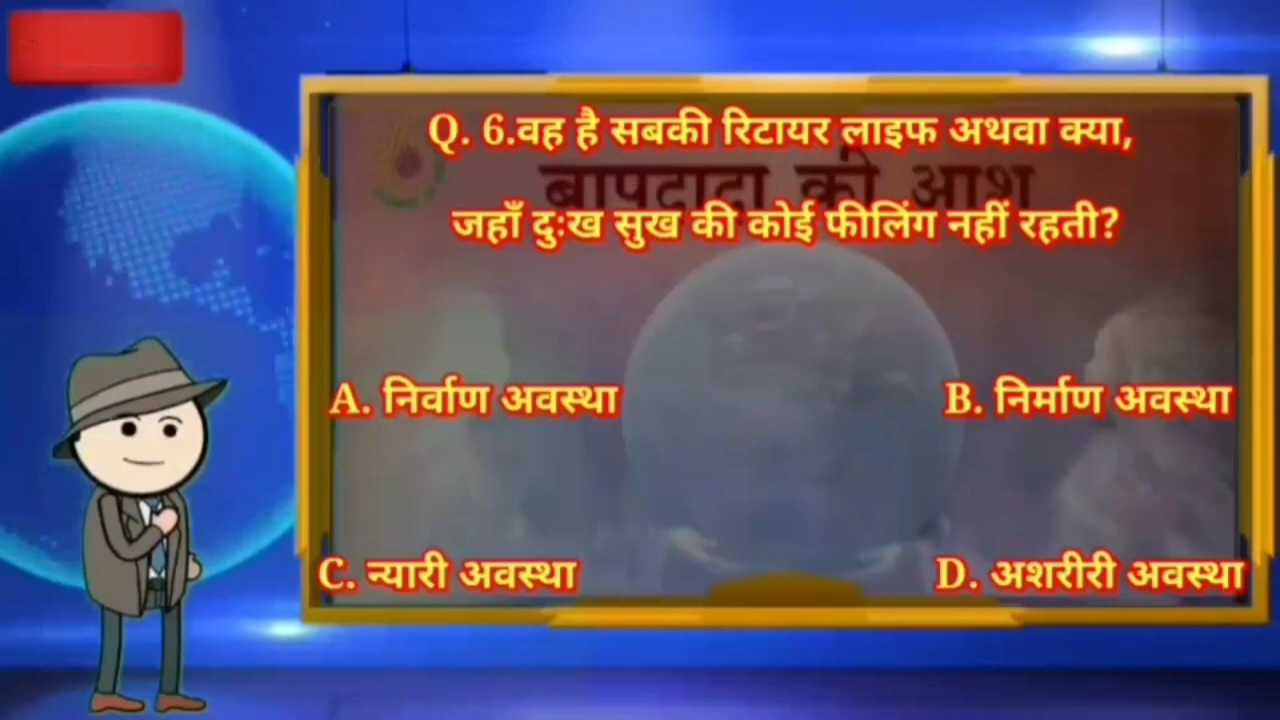 Q. 6.वह है सबकी रिटायर लाइफ अथवा क्या,
बापदादा की आश
जहाँ दुःख सुख की कोई फीलिंग नहीं रहती?
A. निर्वाण अवस्था
B. निर्माण अवस्था
C. न्यारी अवस्था
D. अशरीरी अवस्था